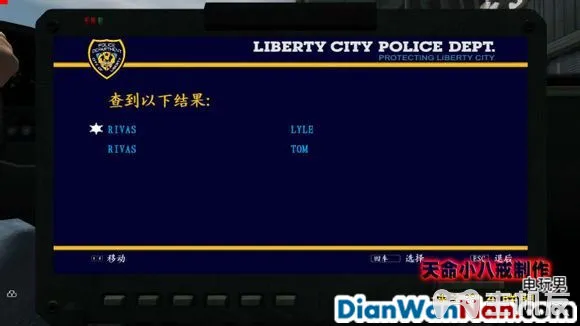 LIBERTY CITY POLICE DEPT.
PROTECTING LIBERTY CITY
查到以下结果:
RIVAS LYLE
RIVAS TOM
移动 回车 选择 ESC 退后
天命小八戒制作
电玩男
DianWanNan.com